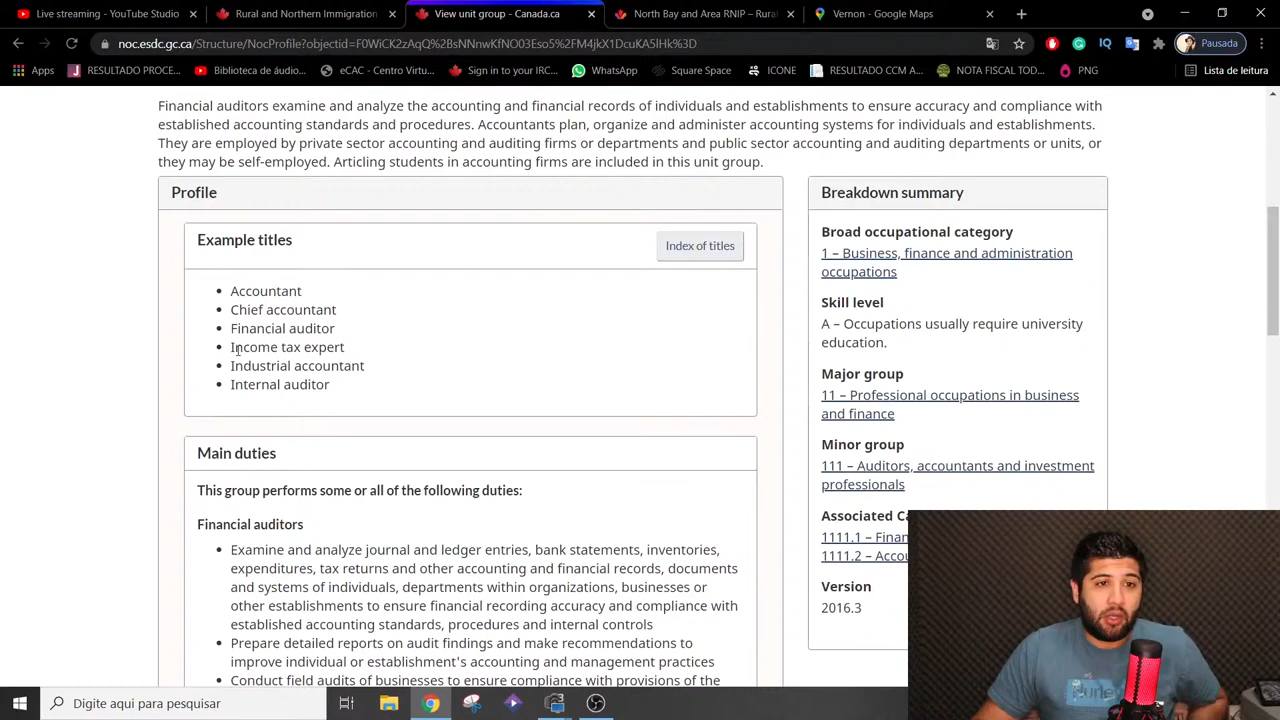 Live streaming - YouTube Studio
Rural and Northern Immigration
View unit group - Canada.ca
North Bay and Area RNIP – Rura
Vernon - Google Maps
noc.esdc.gc.ca/Structure/NocProfile?objectid=F0WiCK2zAqQ%2BsNNnwKfNO03Eso5%2FM4jkX1DcuKA5lHk%3D
Pausada
Apps
RESULTADO PROCE...
Biblioteca de áudio...
eCAC - Centro Virtu...
Sign in to your IRC...
WhatsApp
Square Space
ICONE
RESULTADO CCM A...
NOTA FISCAL TOD...
PNG
Lista de leitura
Financial auditors examine and analyze the accounting and financial records of individuals and establishments to ensure accuracy and compliance with
established accounting standards and procedures. Accountants plan, organize and administer accounting systems for individuals and establishments.
They are employed by private sector accounting and auditing firms or departments and public sector accounting and auditing departments or units, or
they may be self-employed. Articling students in accounting firms are included in this unit group.
Profile
Example titles
Index of titles
Accountant
Chief accountant
Financial auditor
Income tax expert
Industrial accountant
Internal auditor
Main duties
This group performs some or all of the following duties:
Financial auditors
Examine and analyze journal and ledger entries, bank statements, inventories,
expenditures, tax returns and other accounting and financial records, documents
and systems of individuals, departments within organizations, businesses or
other establishments to ensure financial recording accuracy and compliance with
established accounting standards, procedures and internal controls
Prepare detailed reports on audit findings and make recommendations to
improve individual or establishment's accounting and management practices
Conduct field audits of businesses to ensure compliance with provisions of the
Breakdown summary
Broad occupational category
1 – Business, finance and administration
occupations
Skill level
A – Occupations usually require university
education.
Major group
11 – Professional occupations in business
and finance
Minor group
111 – Auditors, accountants and investment
professionals
Associated Ca
1111.1 – Finan
1111.2 – Acco
Version
2016.3
Digite aqui para pesquisar